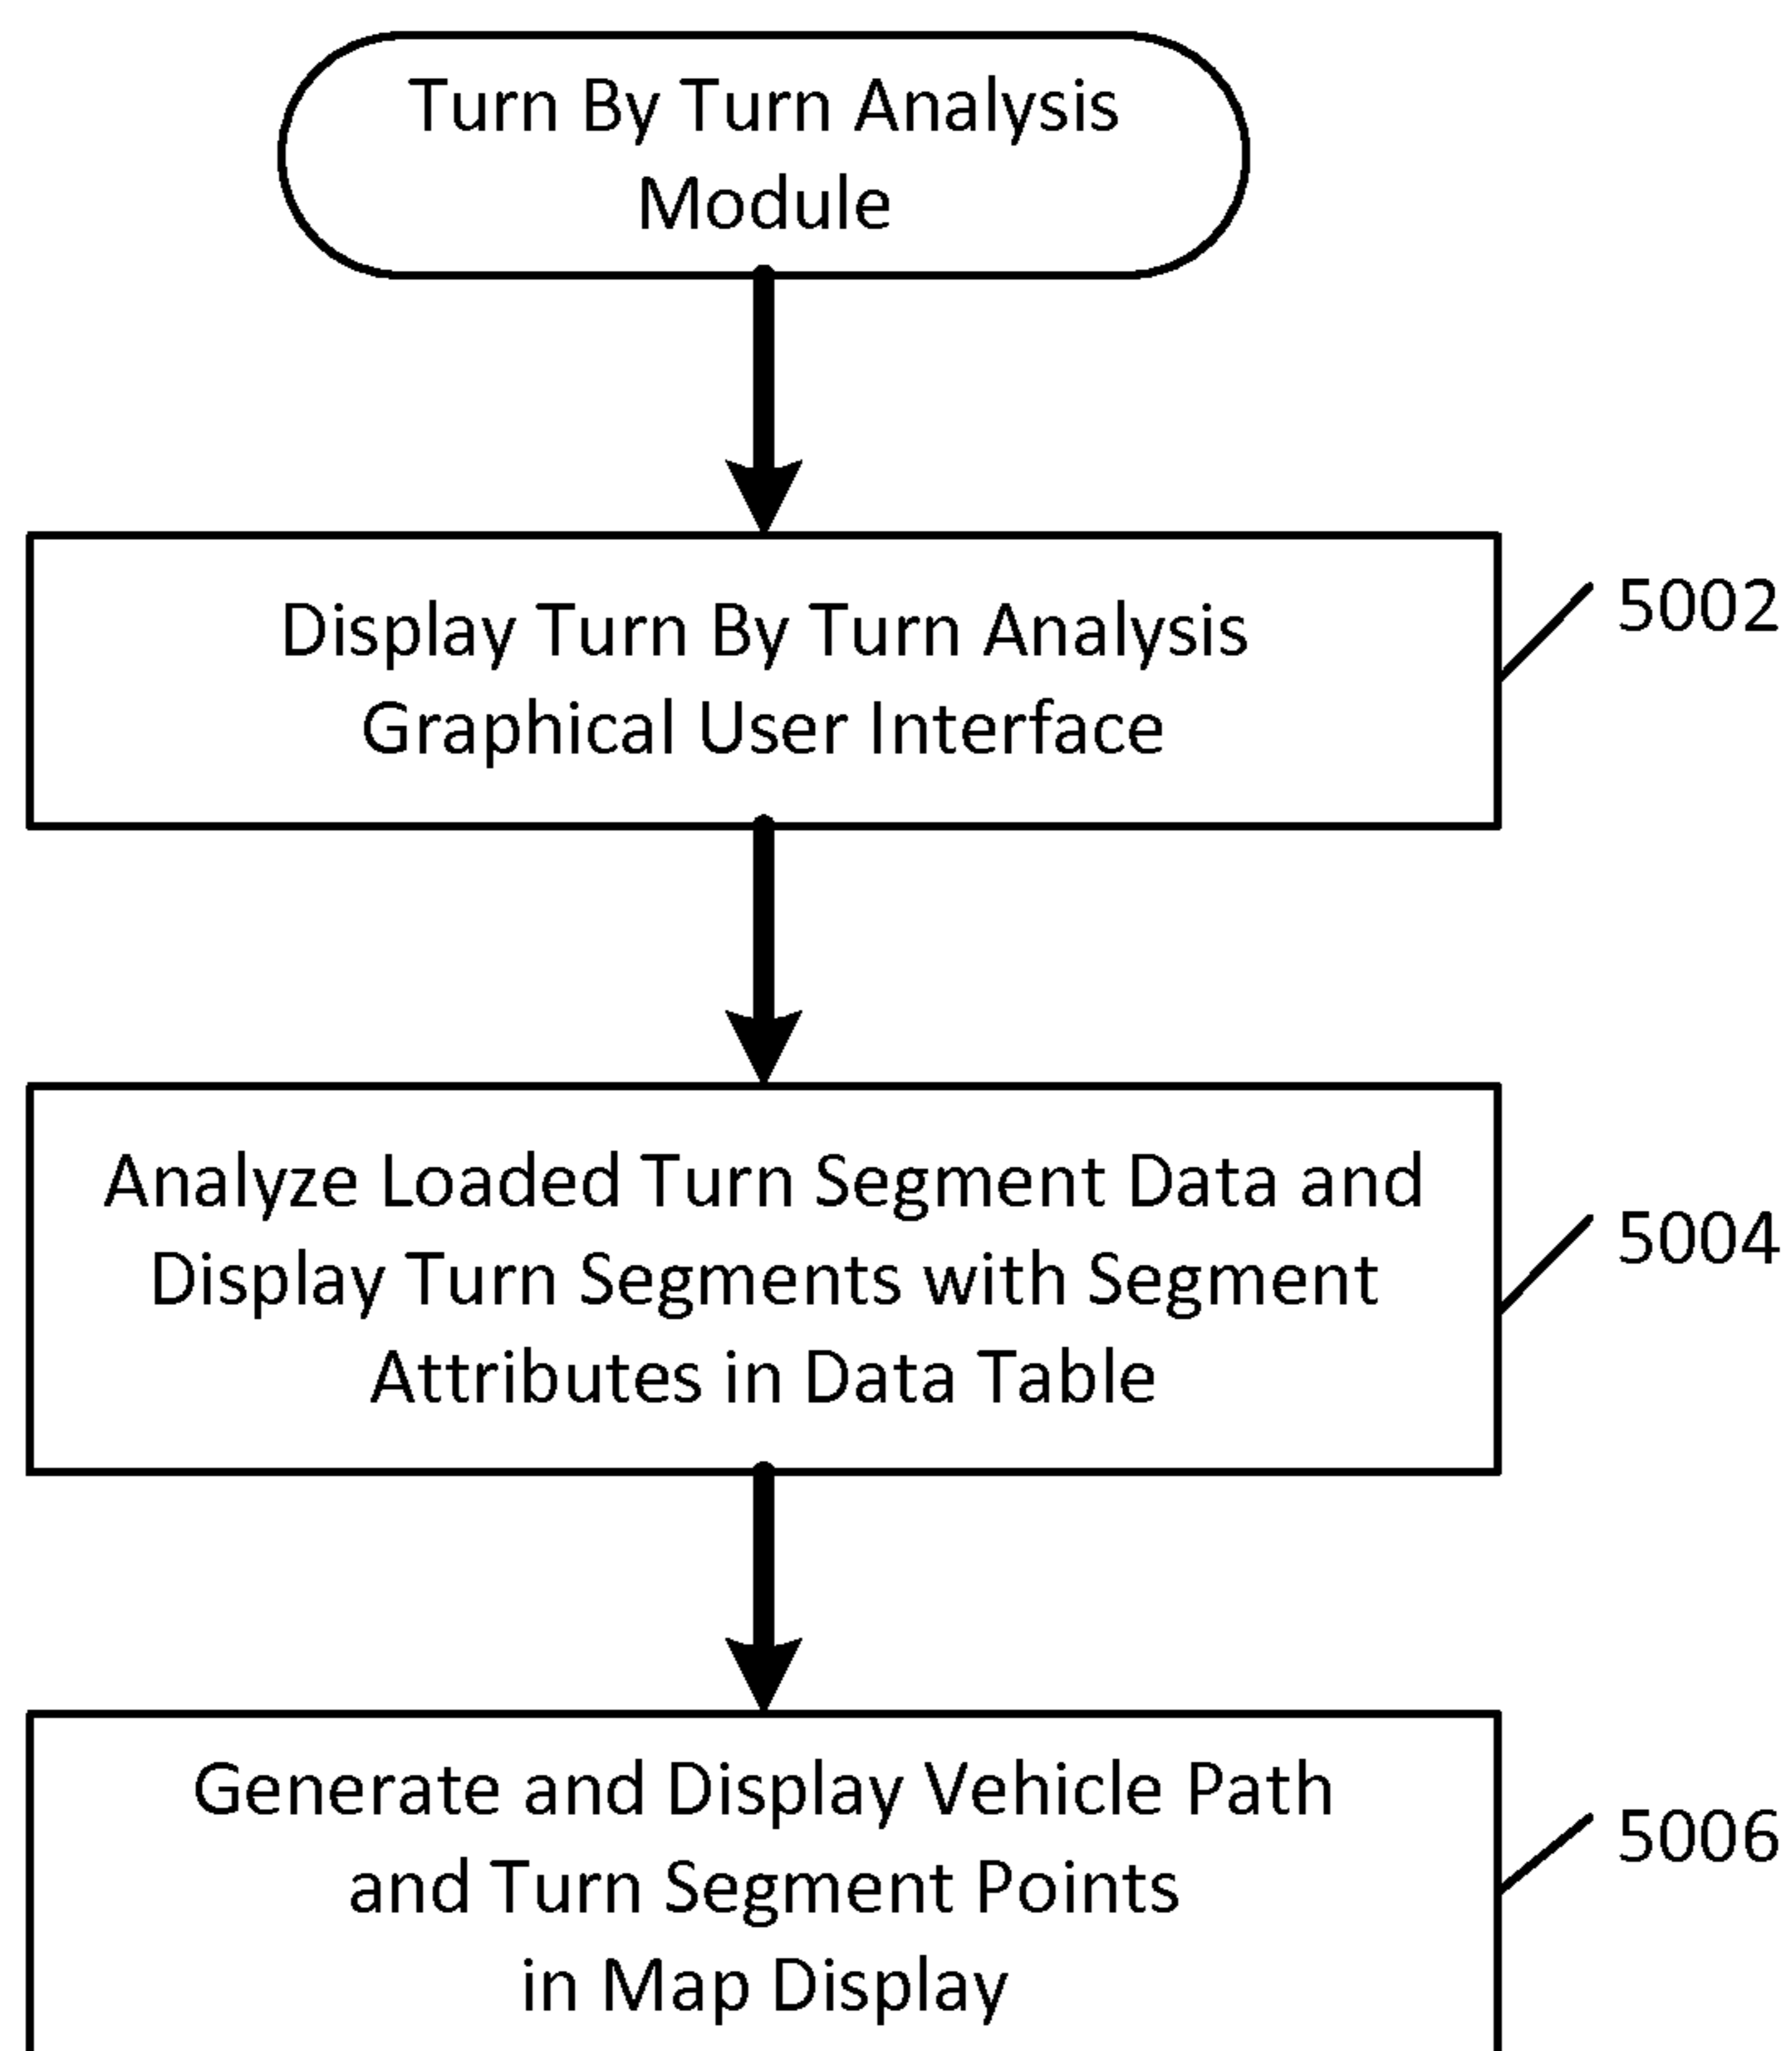 Turn By Turn Analysis
Module
Display Turn By Turn Analysis
Graphical User Interface
5002
Analyze Loaded Turn Segment Data and
Display Turn Segments with Segment
Attributes in Data Table
5004
Generate and Display Vehicle Path
and Turn Segment Points
in Map Display
5006